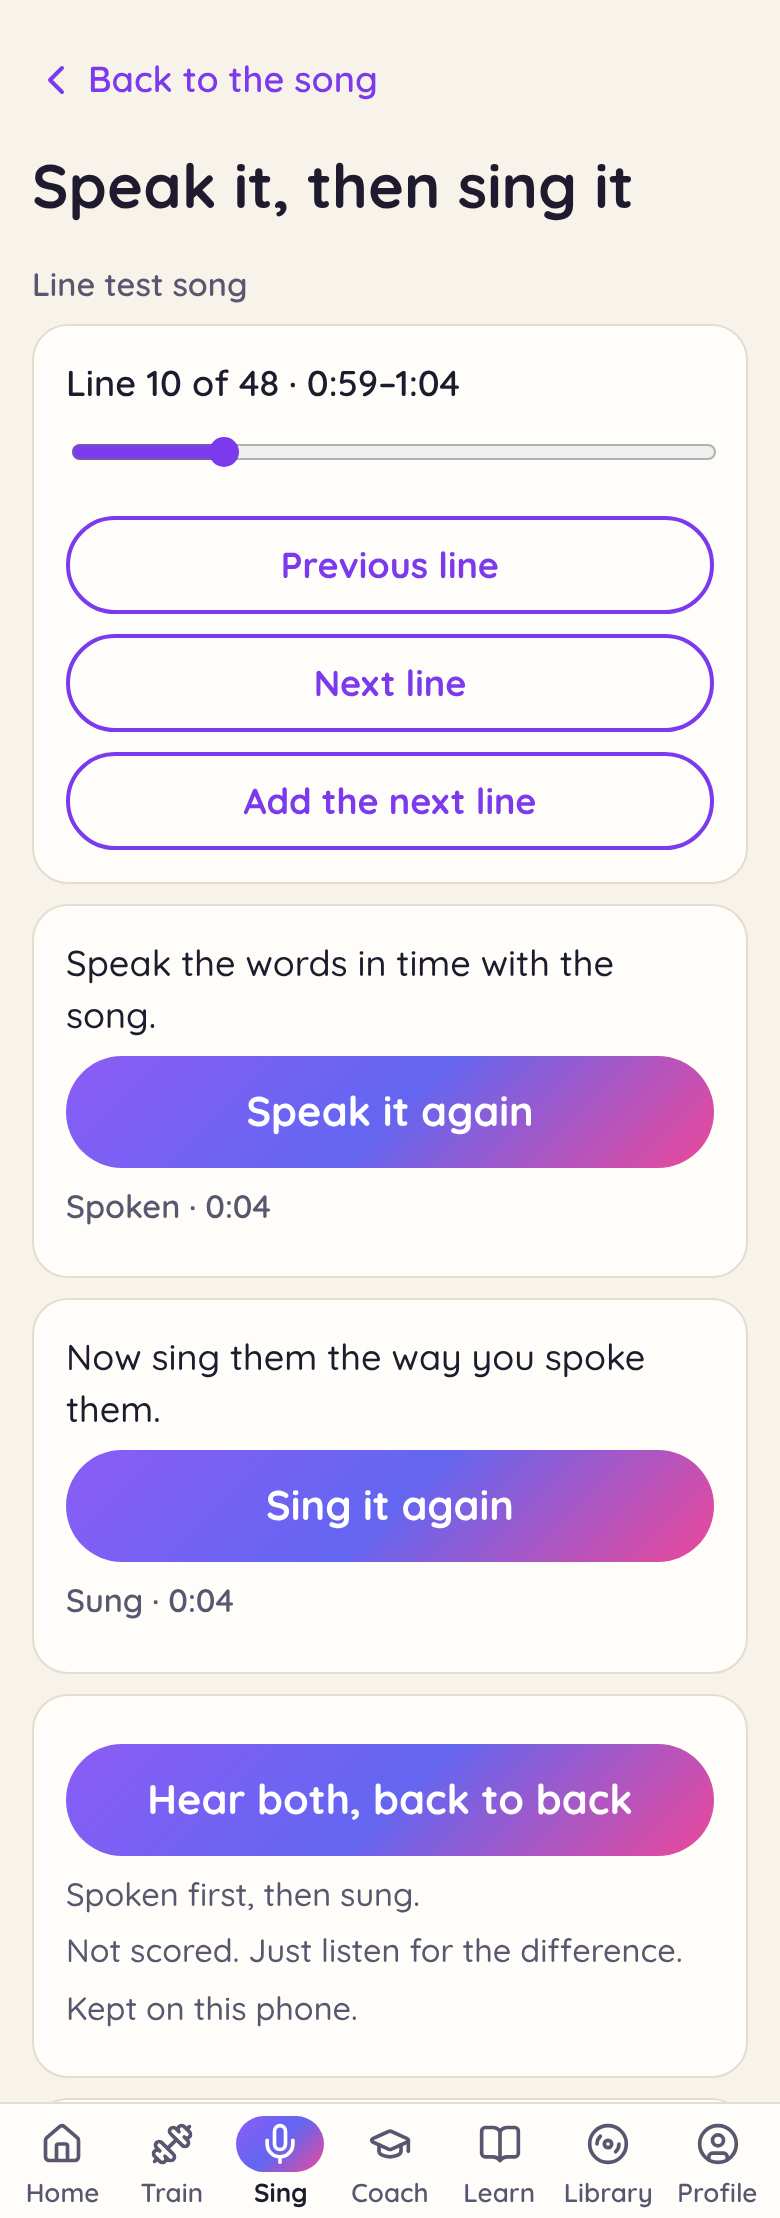 Back to the song
Speak it, then sing it
Line test song
Line 10 of 48 · 0:59–1:04
Previous line
Next line
Add the next line
Speak the words in time with the
song.
Speak it again
Spoken · 0:04
Now sing them the way you spoke
them.
Sing it again
Sung · 0:04
Hear both, back to back
Spoken first, then sung.
Not scored. Just listen for the difference.
Kept on this phone.
Home Train Sing Coach Learn Library Profile